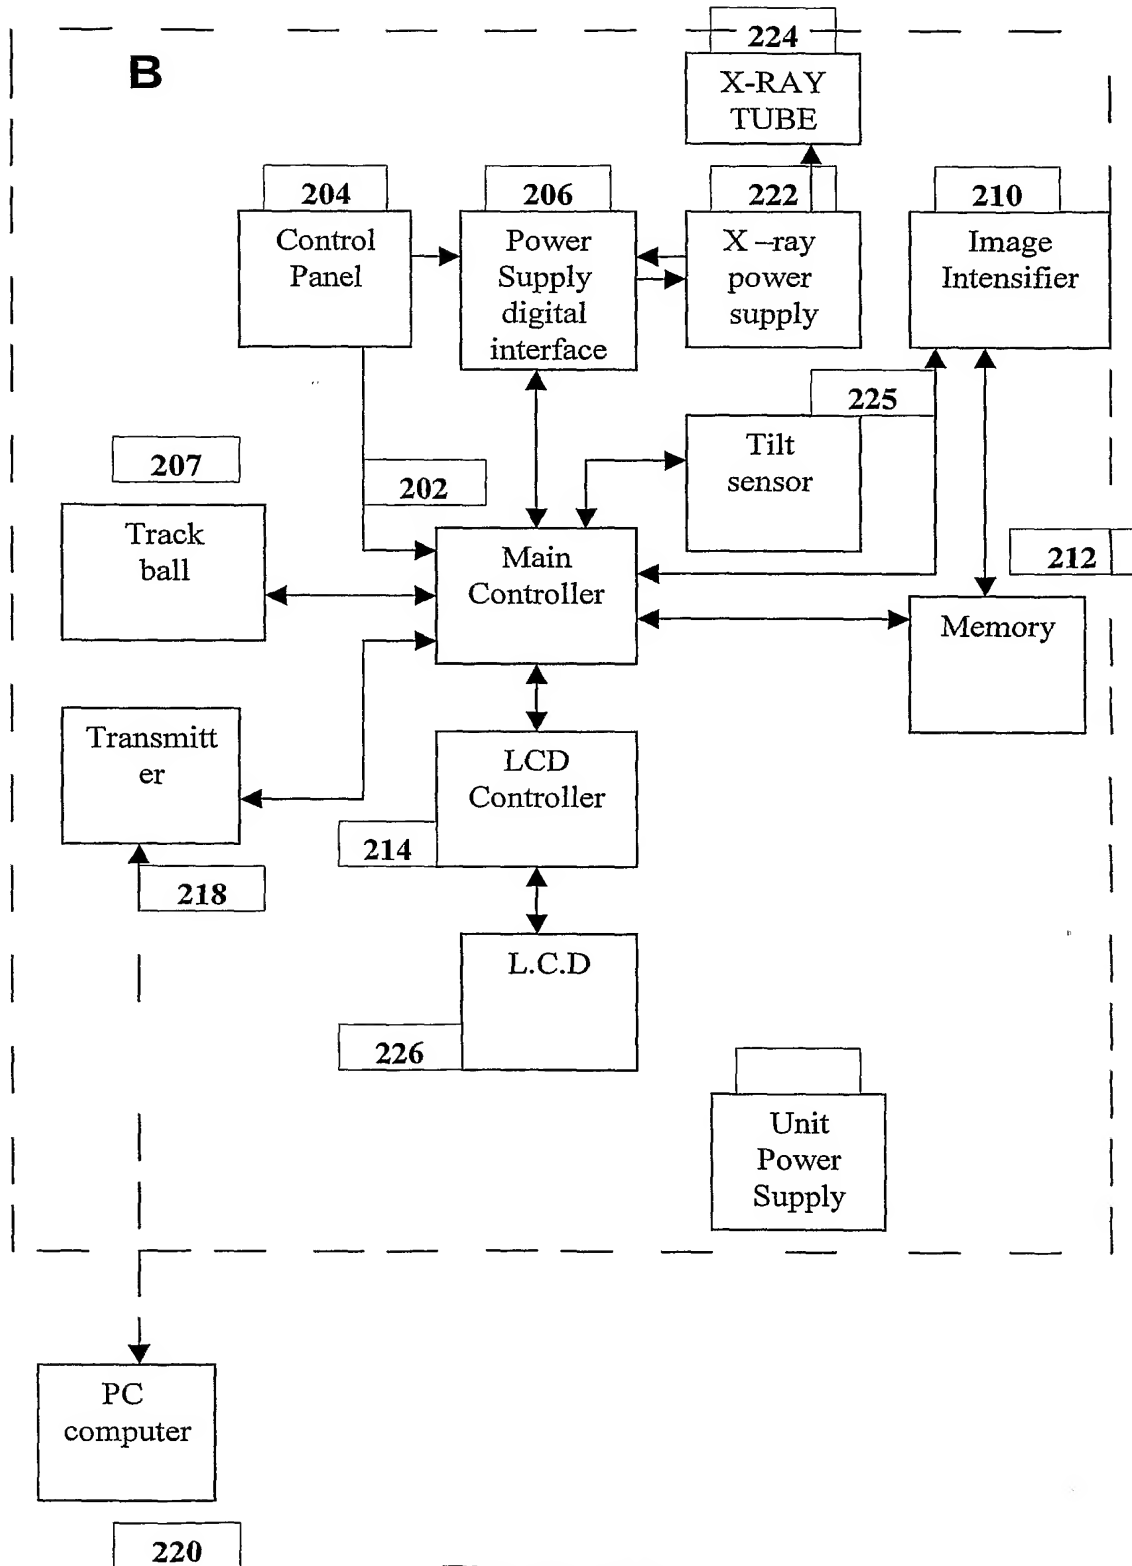 B
224
X-RAY
TUBE
204
Control
Panel
206
Power
Supply
digital
interface
222
X –ray
power
supply
210
Image
Intensifier
225
Tilt
sensor
207
Track
ball
202
Main
Controller
212
Memory
Transmitt
er
218
LCD
Controller
214
L.C.D
226
Unit
Power
Supply
PC
computer
220